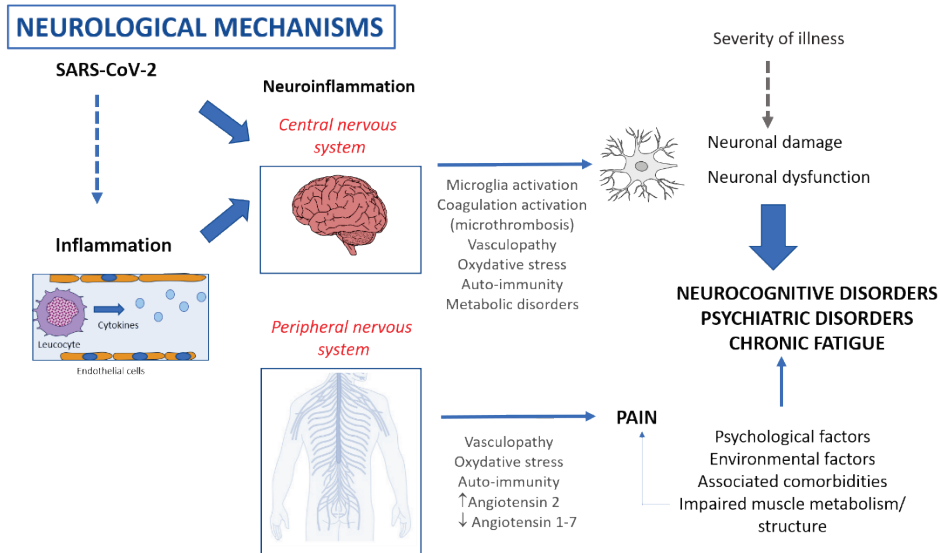 NEUROLOGICAL MECHANISMS
SARS-CoV-2
Inflammation
Leucocyte
Cytokines
Endothelial cells
Neuroinflammation
Central nervous
system
Microglia activation
Coagulation activation
(microthrombosis)
Vasculopathy
Oxydative stress
Auto-immunity
Metabolic disorders
Peripheral nervous
system
Vasculopathy
Oxydative stress
Auto-immunity
↑Angiotensin 2
↓ Angiotensin 1-7
PAIN
Severity of illness
Neuronal damage
Neuronal dysfunction
NEUROCOGNITIVE DISORDERS
PSYCHIATRIC DISORDERS
CHRONIC FATIGUE
Psychological factors
Environmental factors
Associated comorbidities
Impaired muscle metabolism/
structure